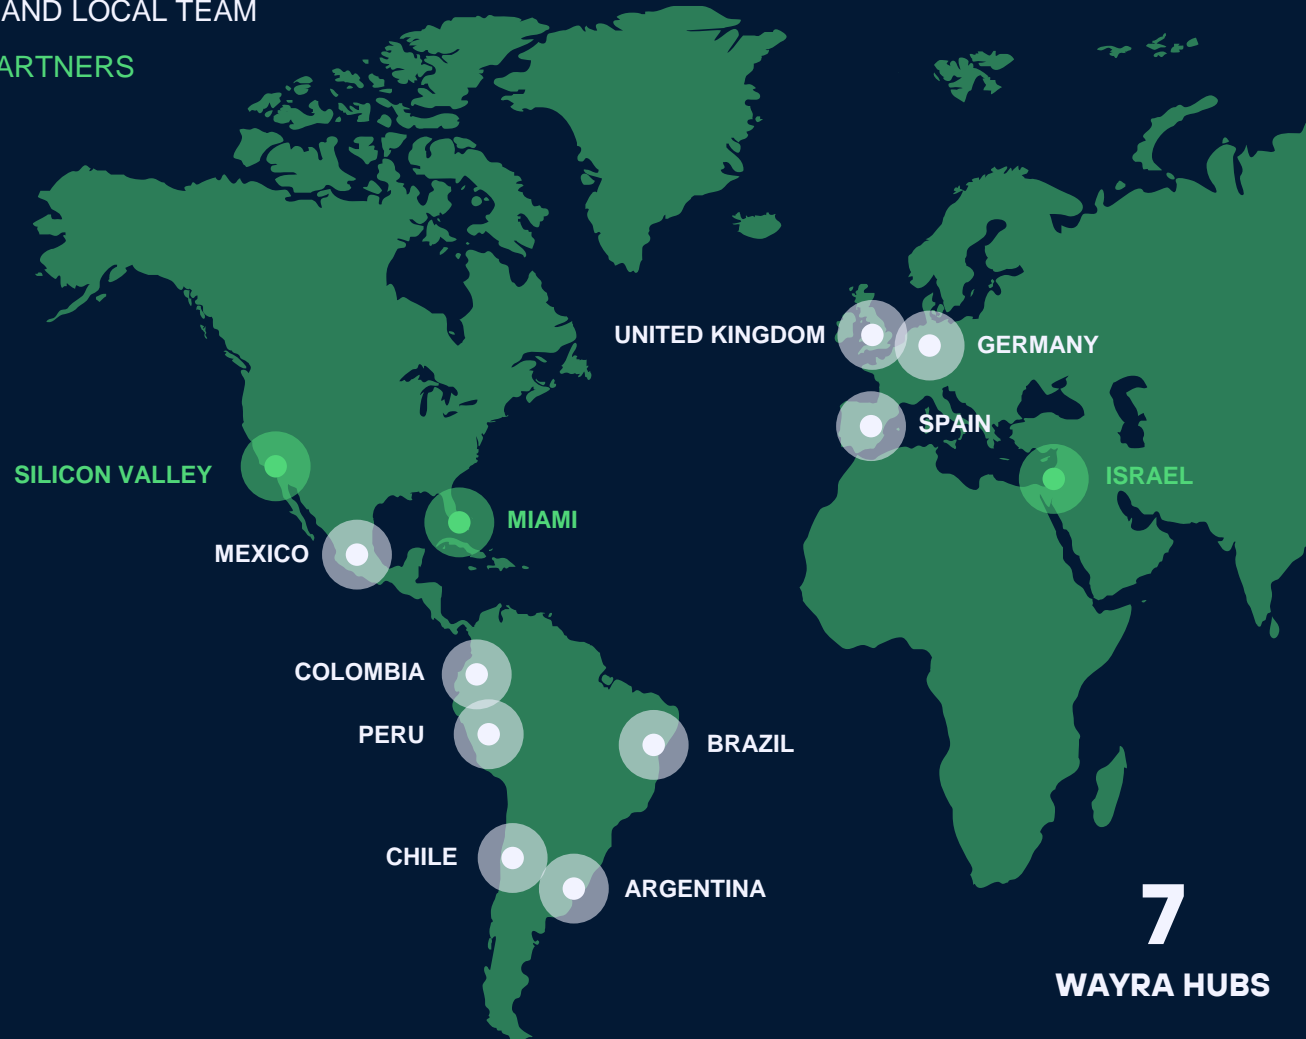 AND LOCAL TEAM
ARTNERS
UNITED KINGDOM
GERMANY
SPAIN
SILICON VALLEY
ISRAEL
MIAMI
MEXICO
COLOMBIA
PERU
BRAZIL
CHILE
ARGENTINA
7
WAYRA HUBS